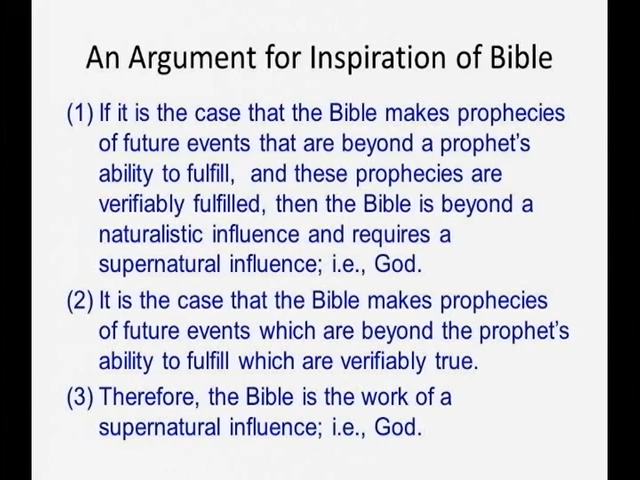 An Argument for Inspiration of Bible
(1) If it is the case that the Bible makes prophecies
of future events that are beyond a prophet's
ability to fulfill, and these prophecies are
verifiably fulfilled, then the Bible is beyond a
naturalistic influence and requires a
supernatural influence; i.e., God.
(2) It is the case that the Bible makes prophecies
of future events which are beyond the prophet's
ability to fulfill which are verifiably true.
(3) Therefore, the Bible is the work of a
supernatural influence; i.e., God.